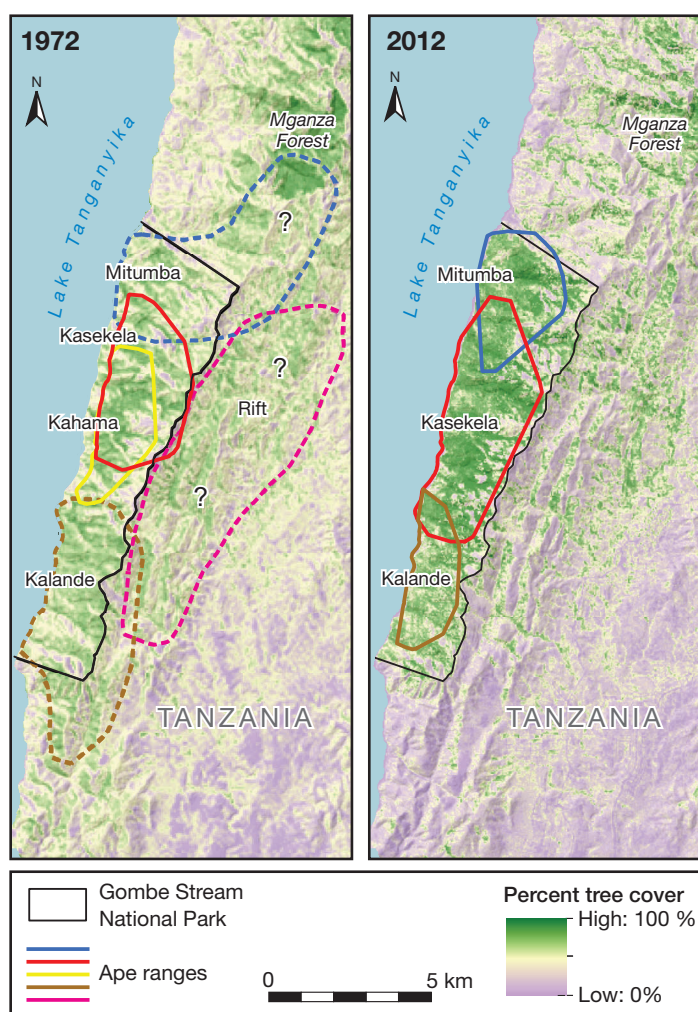 1972
N
Lake Tanganyika
Mganza
Forest
?
Mitumba
Kasekela
?
Kahama
Rift
?
Kalande
TANZANIA
2012
N
Lake Tanganyika
Mganza
Forest
Mitumba
Kasekela
Kalande
TANZANIA
Gombe Stream
National Park
Ape ranges
0 5 km
Percent tree cover
High: 100 %
Low: 0%